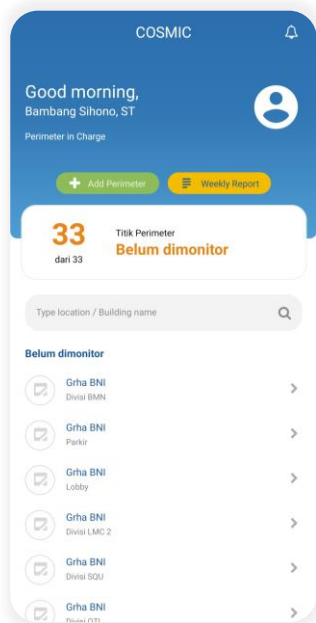 COSMIC
Good morning,
Bambang Sihono, ST
Perimeter in Charge
Add Perimeter
Weekly Report
33
dari 33
Titik Perimeter
Belum dimonitor
Type location / Building name
Belum dimonitor
Grha BNI
Divisi BMN
Grha BNI
Parkir
Grha BNI
Lobby
Grha BNI
Divisi LMC 2
Grha BNI
Divisi SQU
Grha BNI
Divisi OTI